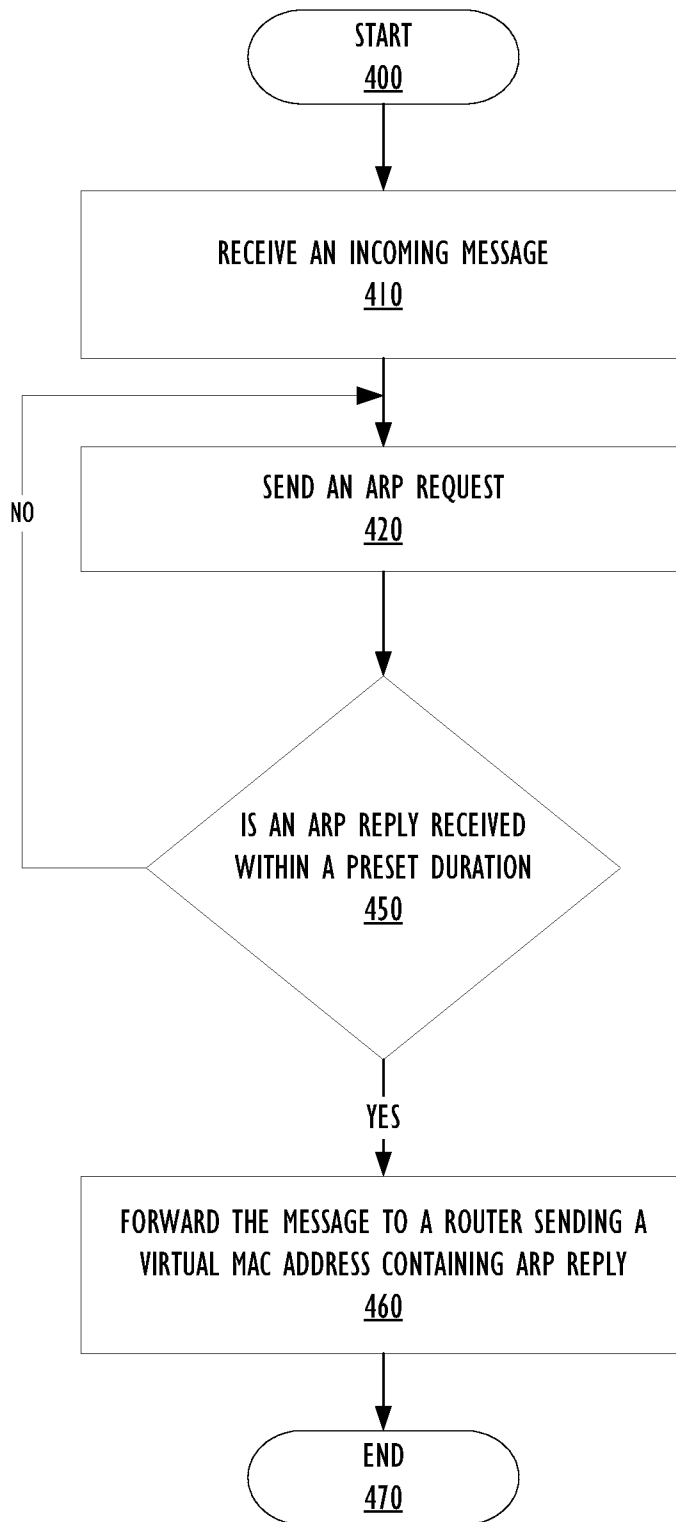 START
400
RECEIVE AN INCOMING MESSAGE
410
SEND AN ARP REQUEST
420
NO
IS AN ARP REPLY RECEIVED
WITHIN A PRESET DURATION
450
YES
FORWARD THE MESSAGE TO A ROUTER SENDING A
VIRTUAL MAC ADDRESS CONTAINING ARP REPLY
460
END
470